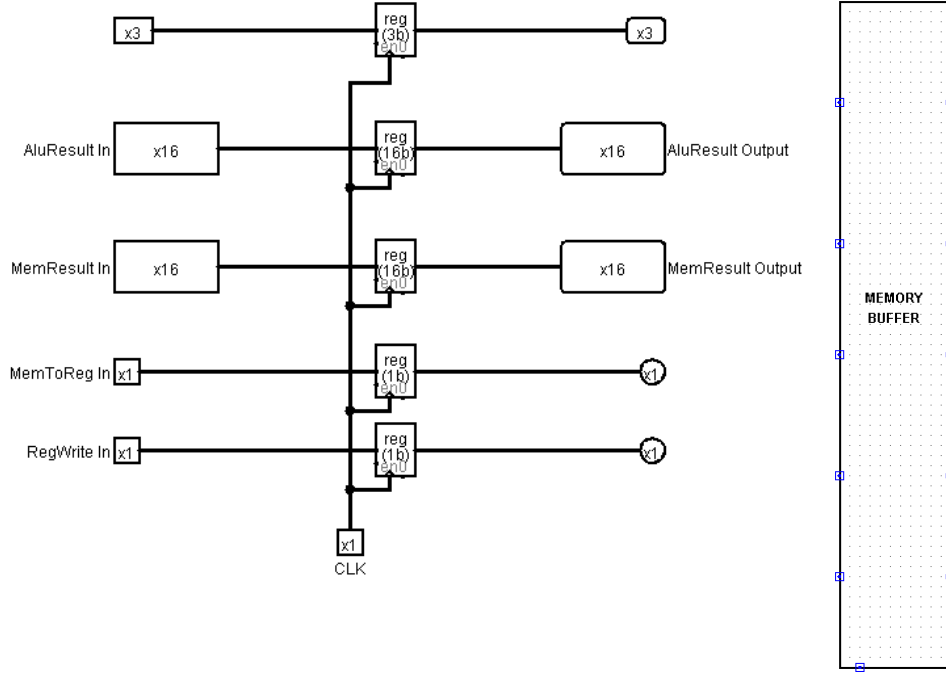 x3
reg
(3b)
en0
x3
AluResult In
x16
reg
(16b)
en0
x16
AluResult Output
MemResult In
x16
reg
(16b)
en0
x16
MemResult Output
MEMORY
BUFFER
MemToReg In
x1
reg
(1b)
en0
x1
RegWrite In
x1
reg
(1b)
en0
x1
x1
CLK